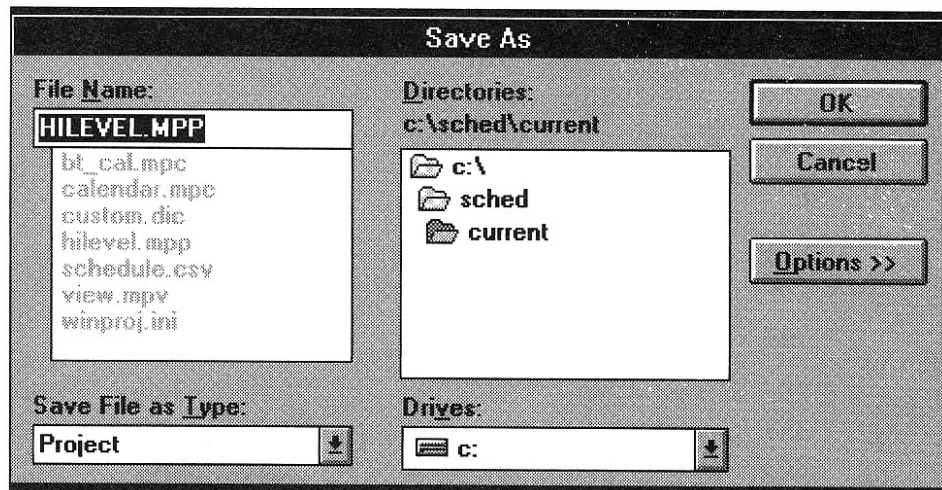 Save As
File Name:
HILEVEL.MPP
bt_cal.mpc
calendar.mpc
custom.dic
hilevel.mpp
schedule.csv
view.mpv
winproj.ini
Save File as Type:
Project
Directories:
c:\sched\current
c:\
sched
current
Drives:
c:
OK
Cancel
Options >>